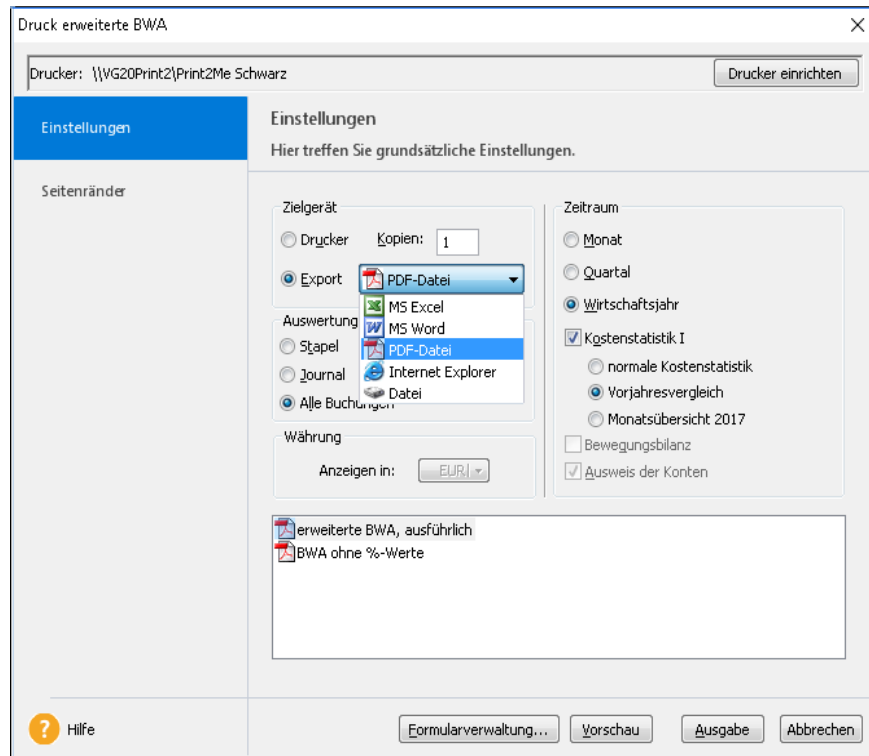 Druck erweiterte BWA
Drucker: \\VG20Print2\Print2Me Schwarz
Drucker einrichten
Einstellungen
Seitenränder
Einstellungen
Hier treffen Sie grundsätzliche Einstellungen.
Zielgerät
Drucker
Kopien:
1
Export
PDF-Datei
MS Excel
MS Word
PDF-Datei
Internet Explorer
Datei
Auswertung
Stapel
Journal
Alle Buchungen
Währung
Anzeigen in:
EUR
Zeitraum
Monat
Quartal
Wirtschaftsjahr
Kostenstatistik I
normale Kostenstatistik
Vorjahresvergleich
Monatsübersicht 2017
Bewegungsbilanz
Ausweis der Konten
erweiterte BWA, ausführlich
BWA ohne %-Werte
? Hilfe
Formularverwaltung...
Vorschau
Ausgabe
Abbrechen